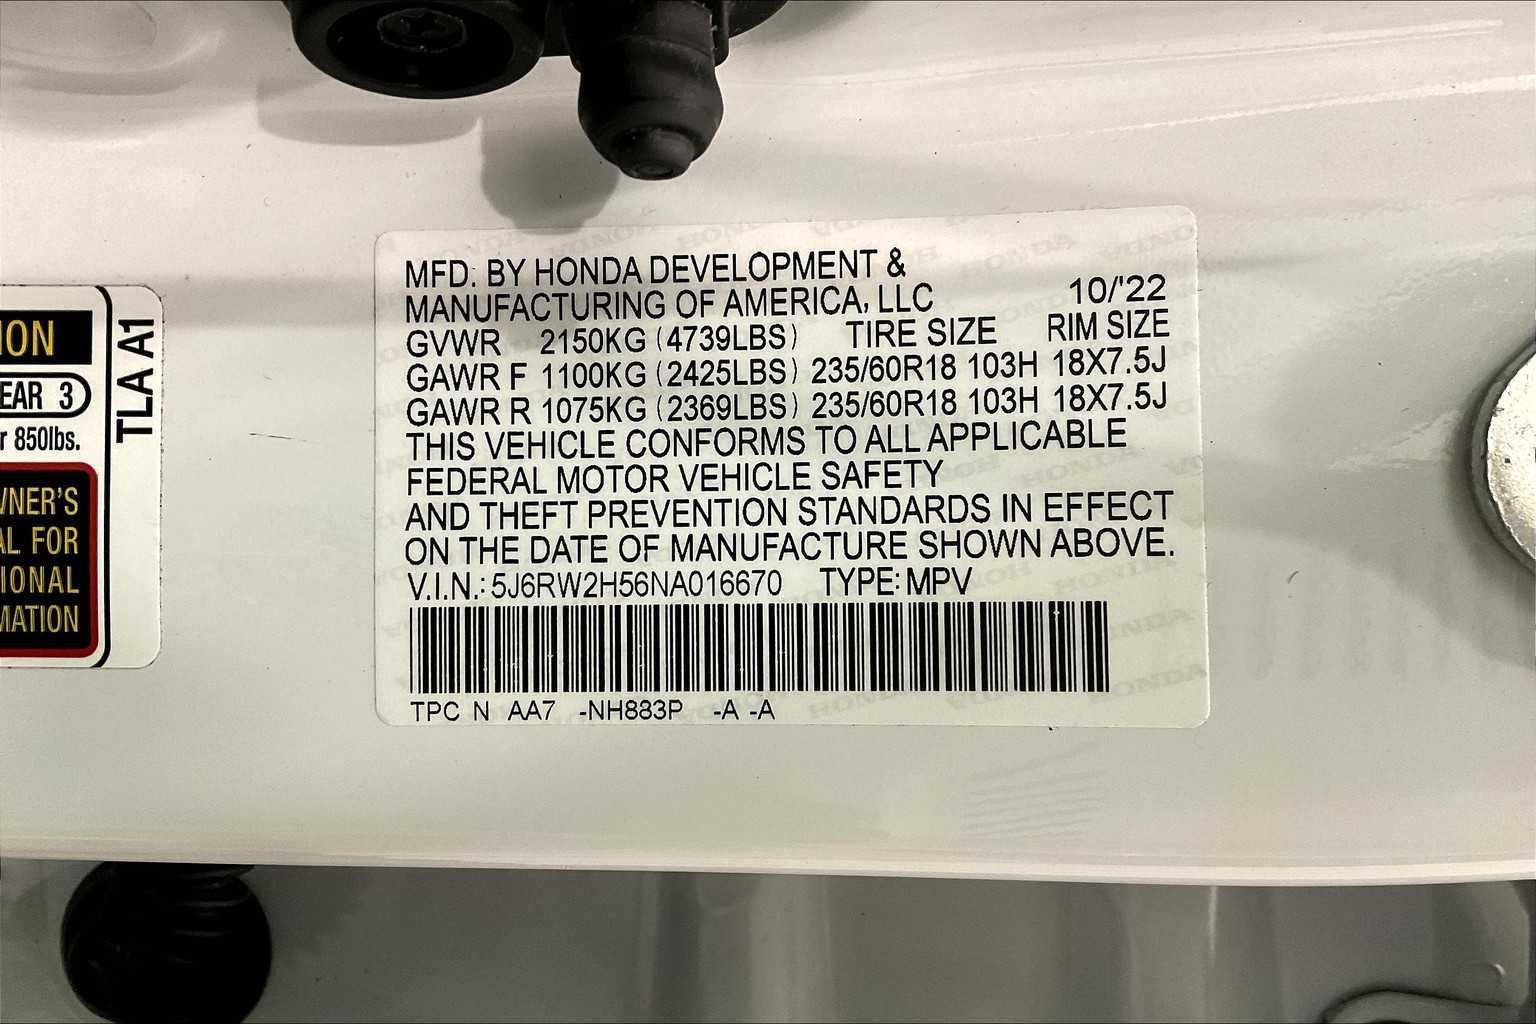 ION
EAR 3
r 850lbs.
WNER'S
AL FOR
IONAL
MATION
TLA A1
MFD. BY HONDA DEVELOPMENT &
MANUFACTURING OF AMERICA, LLC 10/'22
GVWR 2150KG (4739LBS) TIRE SIZE RIM SIZE
GAWR F 1100KG (2425LBS) 235/60R18 103H 18X7.5J
GAWR R 1075KG (2369LBS) 235/60R18 103H 18X7.5J
THIS VEHICLE CONFORMS TO ALL APPLICABLE
FEDERAL MOTOR VEHICLE SAFETY
AND THEFT PREVENTION STANDARDS IN EFFECT
ON THE DATE OF MANUFACTURE SHOWN ABOVE.
V.I.N.: 5J6RW2H56NA016670 TYPE: MPV
TPC N AA7 -NH883P -A -A